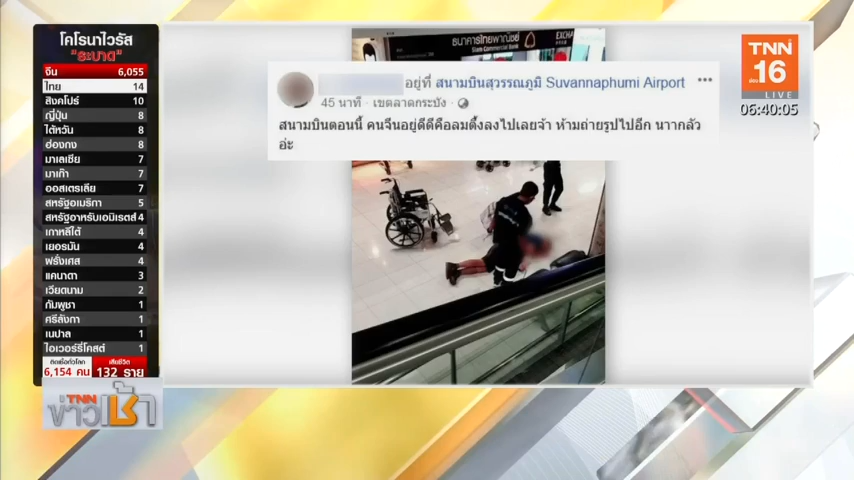 โคโรนาไวรัส
"ระบาด"
จีน 6,055
ไทย 14
สิงคโปร์ 10
ญี่ปุ่น 8
ไต้หวัน 8
ฮ่องกง 8
มาเลเซีย 7
มาเก๊า 7
ออสเตรเลีย 7
สหรัฐอเมริกา 5
สหรัฐอาหรับเอมิเรตส์ 4
เกาหลีใต้ 4
เยอรมัน 4
ฝรั่งเศส 4
แคนาดา 3
เวียดนาม 2
กัมพูชา 1
ศรีลังกา 1
เนปาล 1
ไอเวอร์รี่โคสต์ 1
ติดเชื้อทั่วโลก เสียชีวิต
6,154 คน 132 ราย
TNN
ข่าวเช้า
ธนาคารไทยพาณิชย์
Siam Commercial Bank
EXCHA
อยู่ที่ สนามบินสุวรรณภูมิ Suvannaphumi Airport
45 นาที · เขตลาดกระบัง ·
สนามบินตอนนี้ คนจีนอยู่ดีดีคือลมตึ้งลงไปเลยจ้า ห้ามถ่ายรูปไปอีก นาากลัว
อ่ะ
TNN
ช่อง 16
LIVE
06:40:05